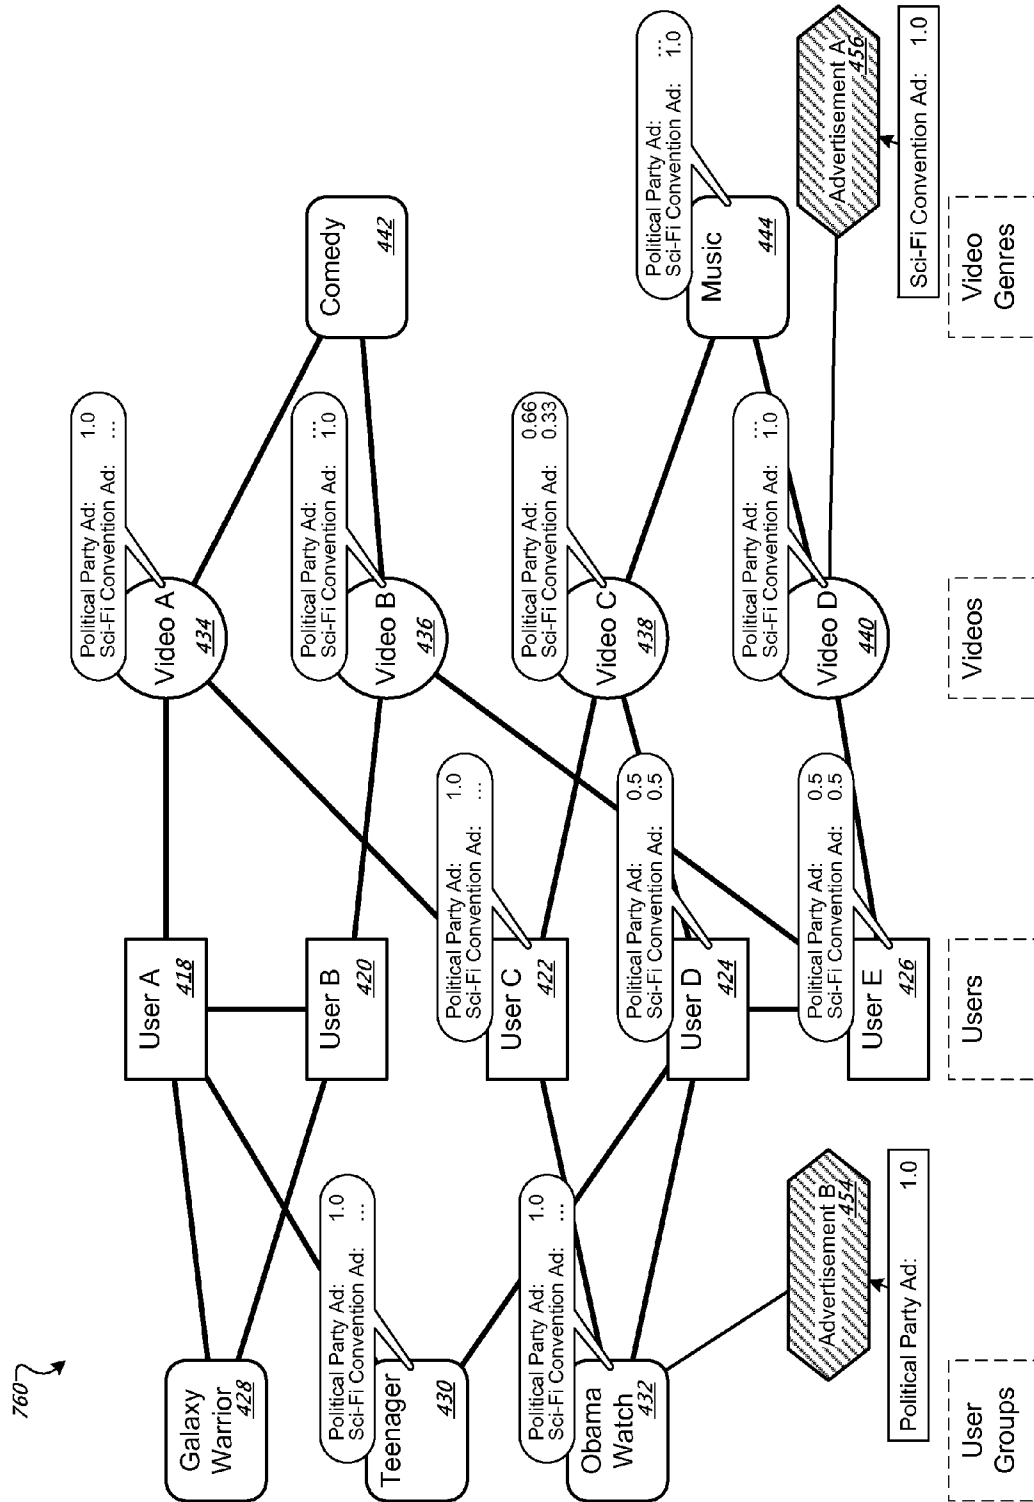 760
Galaxy
Warrior
428
Political Party Ad: 1.0
Sci-Fi Convention Ad: ...
Teenager
430
Political Party Ad: 1.0
Sci-Fi Convention Ad: ...
Obama
Watch
432
Advertisement B
454
Political Party Ad: 1.0
User
Groups
User A
418
User B
420
Political Party Ad: 1.0
Sci-Fi Convention Ad: ...
User C
422
Political Party Ad: 0.5
Sci-Fi Convention Ad: 0.5
User D
424
Political Party Ad: 0.5
Sci-Fi Convention Ad: 0.5
User E
426
Users
Political Party Ad: 1.0
Sci-Fi Convention Ad: ...
Video A
434
Political Party Ad: ...
Sci-Fi Convention Ad: 1.0
Video B
436
Political Party Ad: 0.66
Sci-Fi Convention Ad: 0.33
Video C
438
Political Party Ad: ...
Sci-Fi Convention Ad: 1.0
Video D
440
Videos
Comedy
442
Political Party Ad: ...
Sci-Fi Convention Ad: 1.0
Music
444
Advertisement A
456
Sci-Fi Convention Ad: 1.0
Video
Genres